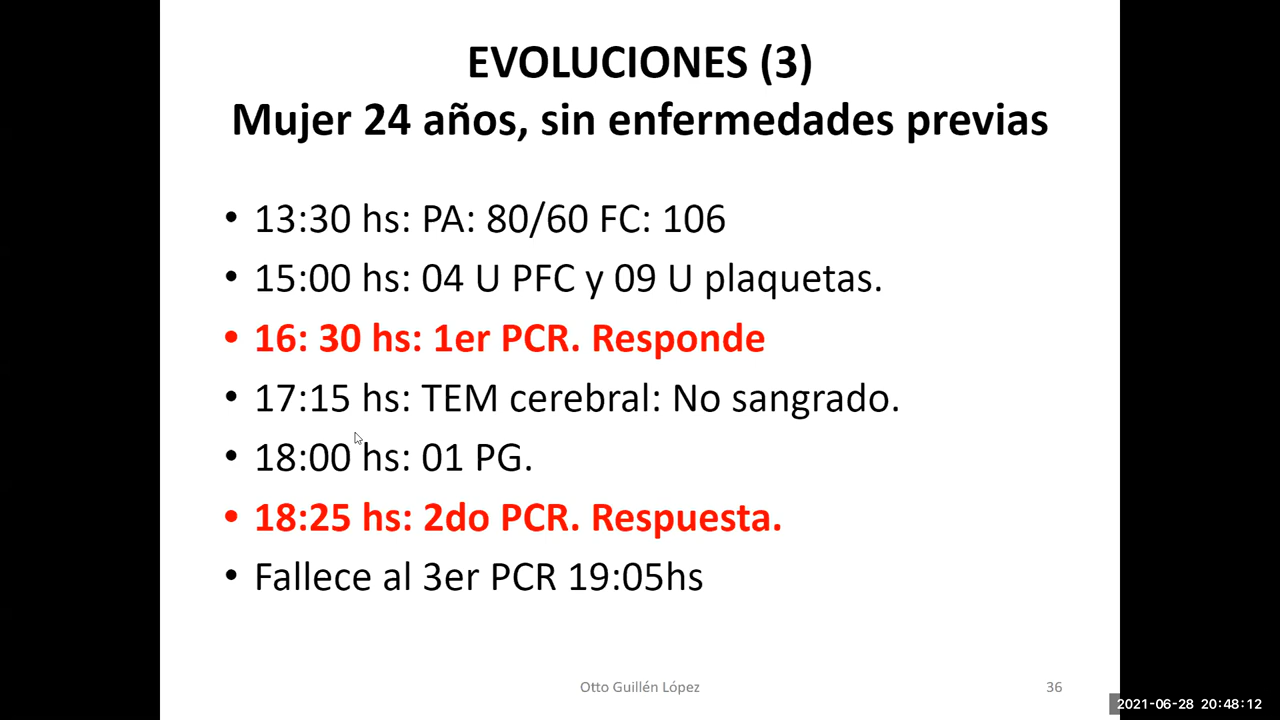 EVOLUCIONES (3)
Mujer 24 años, sin enfermedades previas
• 13:30 hs: PA: 80/60 FC: 106
• 15:00 hs: 04 U PFC y 09 U plaquetas.
• 16: 30 hs: 1er PCR. Responde
• 17:15 hs: TEM cerebral: No sangrado.
• 18:00 hs: 01 PG.
• 18:25 hs: 2do PCR. Respuesta.
• Fallece al 3er PCR 19:05hs
Otto Guillén López
36
2021-06-28 20:48:12